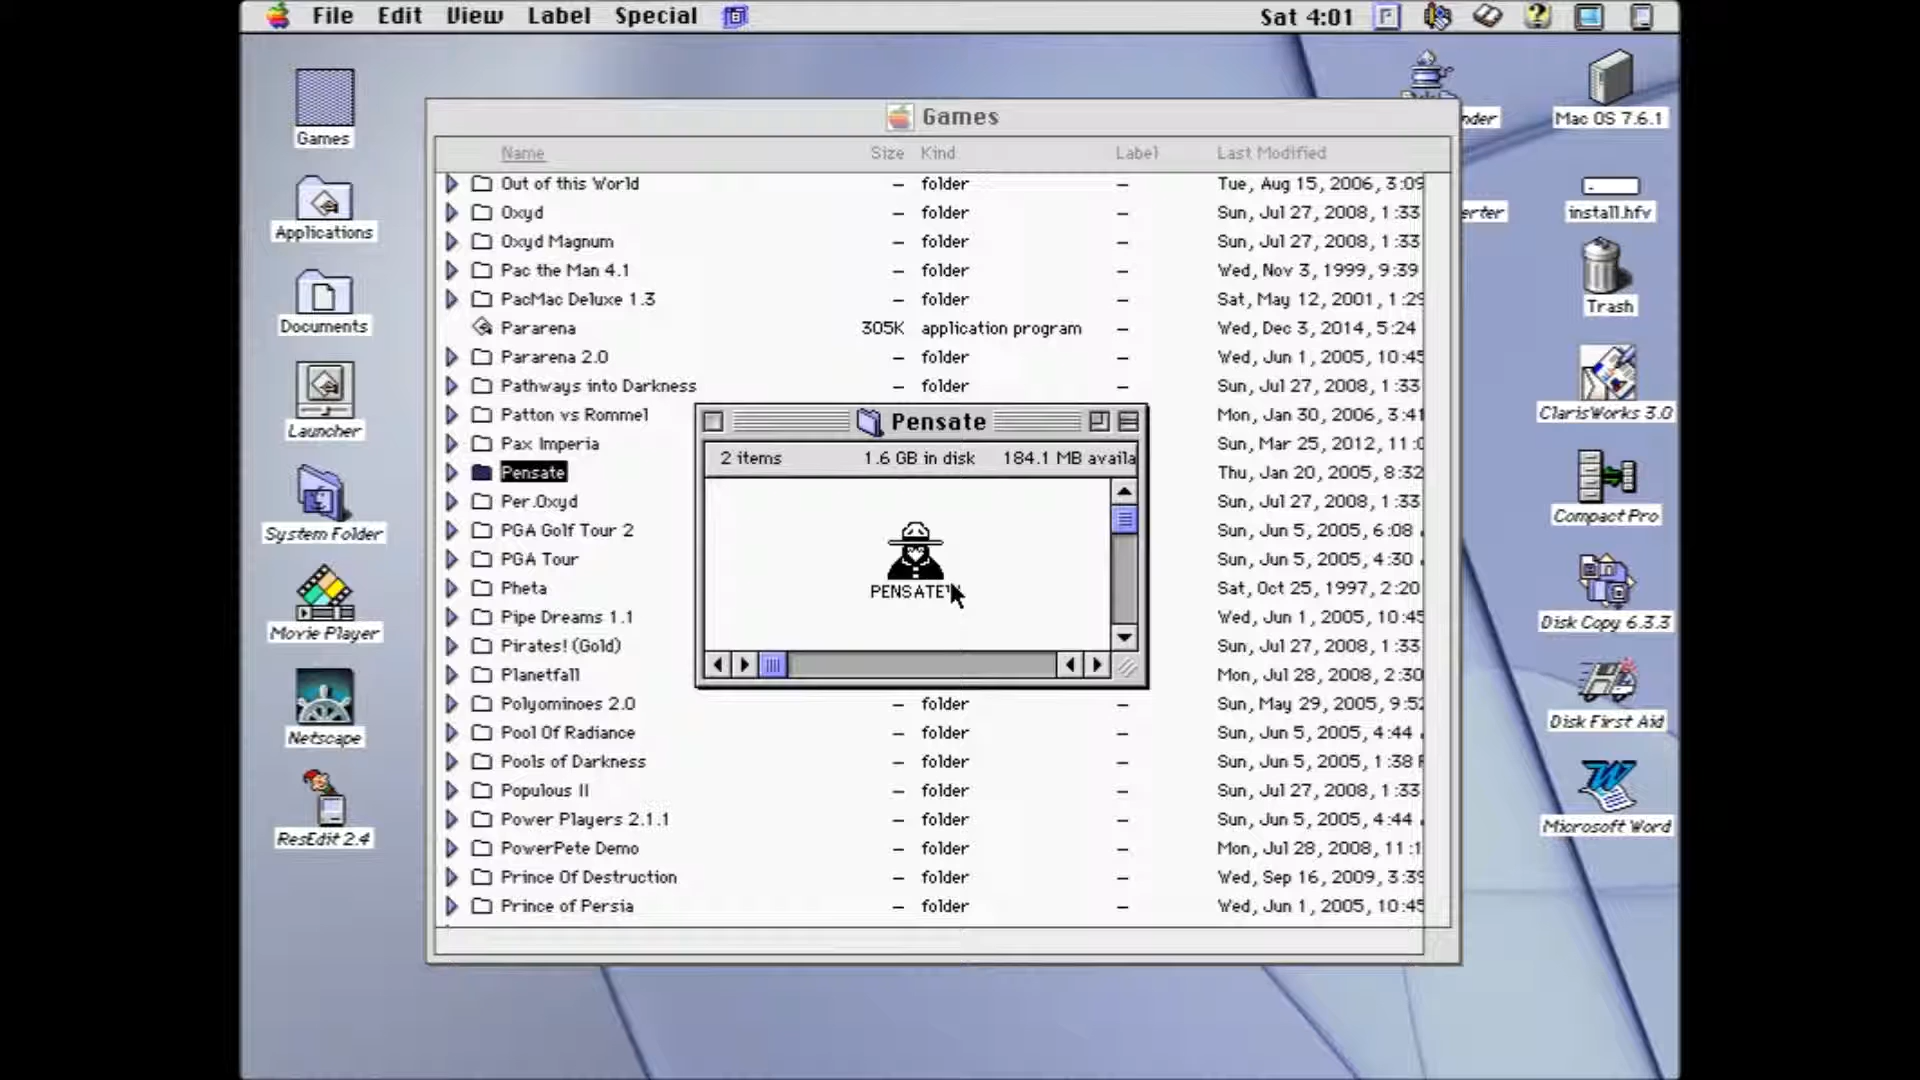 File Edit View Label Special
Sat 4:01
Games
Applications
Documents
Launcher
System Folder
Movie Player
Netscape
ResEdit 2.4
Games
Name Size Kind Label Last Modified
Out of this World – folder – Tue, Aug 15, 2006, 3:09
Oxyd – folder – Sun, Jul 27, 2008, 1:33
Oxyd Magnum – folder – Sun, Jul 27, 2008, 1:33
Pac the Man 4.1 – folder – Wed, Nov 3, 1999, 9:39
PacMac Deluxe 1.3 – folder – Sat, May 12, 2001, 1:29
Pararena 305K application program – Wed, Dec 3, 2014, 5:24
Pararena 2.0 – folder – Wed, Jun 1, 2005, 10:45
Pathways into Darkness – folder – Sun, Jul 27, 2008, 1:33
Patton vs Rommel Mon, Jan 30, 2006, 3:41
Pax Imperia Sun, Mar 25, 2012, 11:0
Pensate Thu, Jan 20, 2005, 8:32
Per.Oxyd Sun, Jul 27, 2008, 1:33
PGA Golf Tour 2 Sun, Jun 5, 2005, 6:08
PGA Tour Sun, Jun 5, 2005, 4:30
Pheta Sat, Oct 25, 1997, 2:20
Pipe Dreams 1.1 Wed, Jun 1, 2005, 10:45
Pirates! (Gold) Sun, Jul 27, 2008, 1:33
Planetfall Mon, Jul 28, 2008, 2:30
Polyominoes 2.0 – folder – Sun, May 29, 2005, 9:52
Pool Of Radiance – folder – Sun, Jun 5, 2005, 4:44
Pools of Darkness – folder – Sun, Jun 5, 2005, 1:38
Populous II – folder – Sun, Jul 27, 2008, 1:33
Power Players 2.1.1 – folder – Sun, Jun 5, 2005, 4:44
PowerPete Demo – folder – Mon, Jul 28, 2008, 11:1
Prince Of Destruction – folder – Wed, Sep 16, 2009, 3:39
Prince of Persia – folder – Wed, Jun 1, 2005, 10:45
Pensate
2 items 1.6 GB in disk 184.1 MB availa
PENSATE
nder
erter
Mac OS 7.6.1
install.hfv
Trash
ClarisWorks 3.0
Compact Pro
Disk Copy 6.3.3
Disk First Aid
Microsoft Word